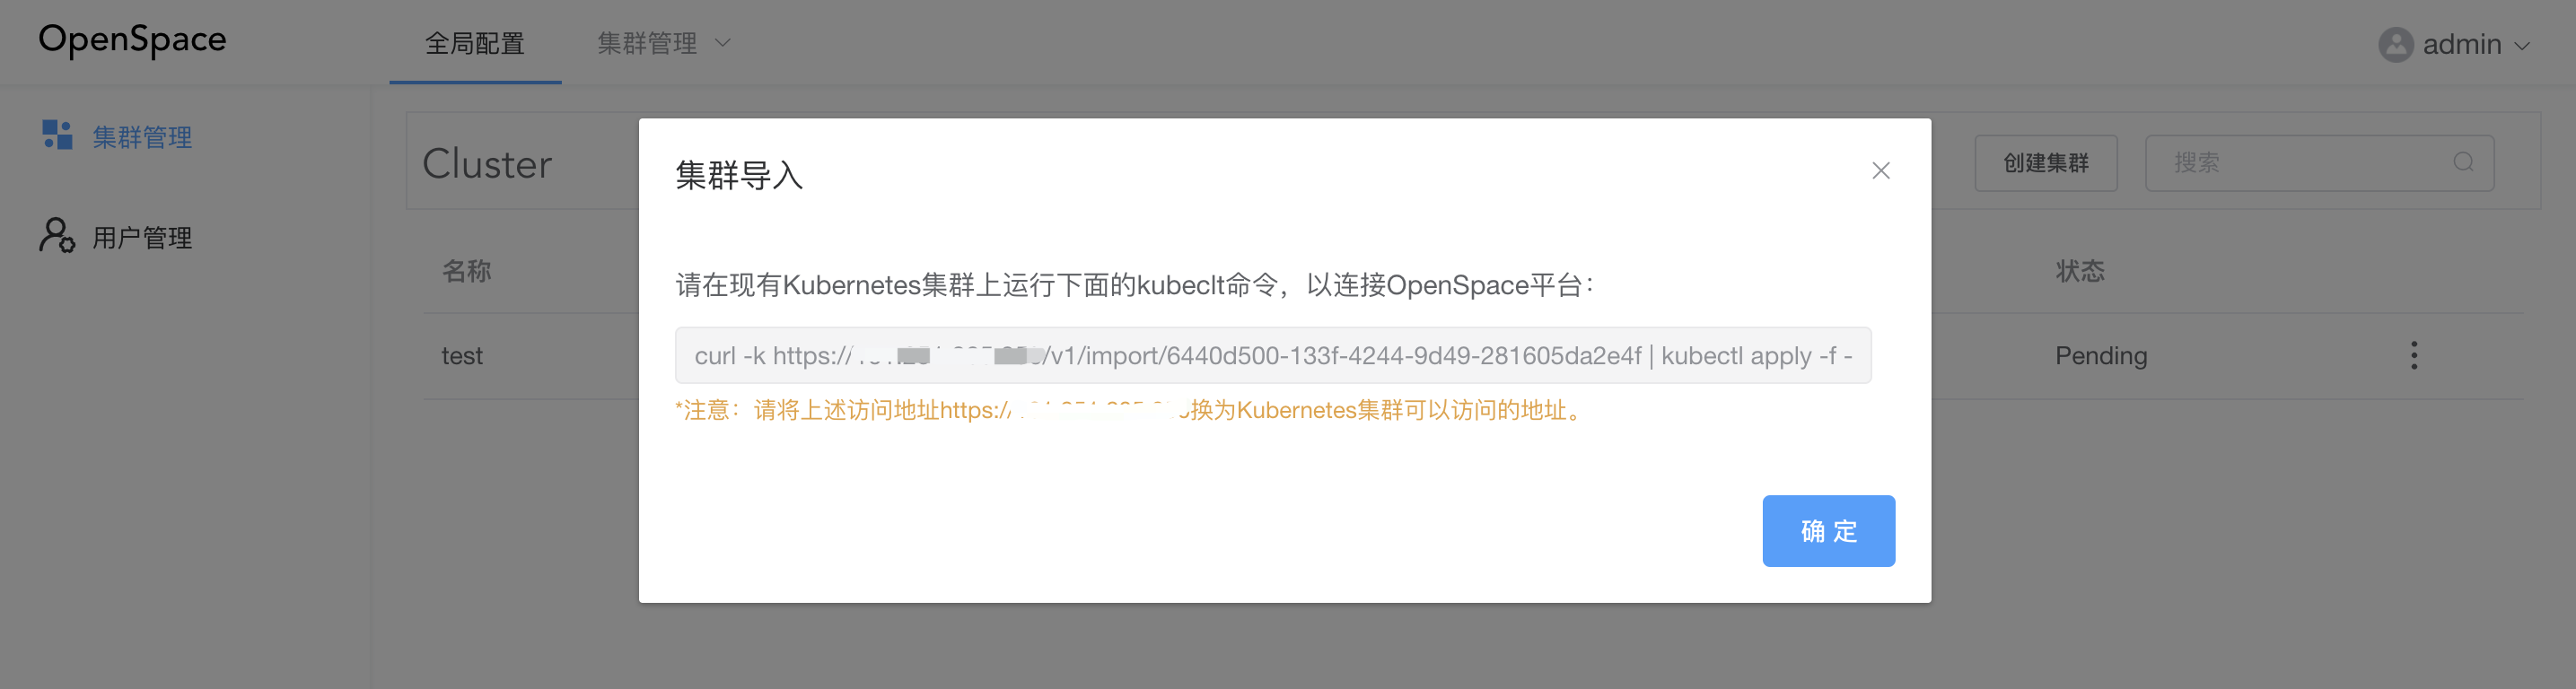 OpenSpace
全局配置
集群管理
admin
集群管理
用户管理
Cluster
创建集群
搜索
名称
状态
test
Pending
集群导入
请在现有Kubernetes集群上运行下面的kubeclt命令，以连接OpenSpace平台：
curl -k https:// /v1/import/6440d500-133f-4244-9d49-281605da2e4f | kubectl apply -f -
*注意：请将上述访问地址https:// 换为Kubernetes集群可以访问的地址。
确 定